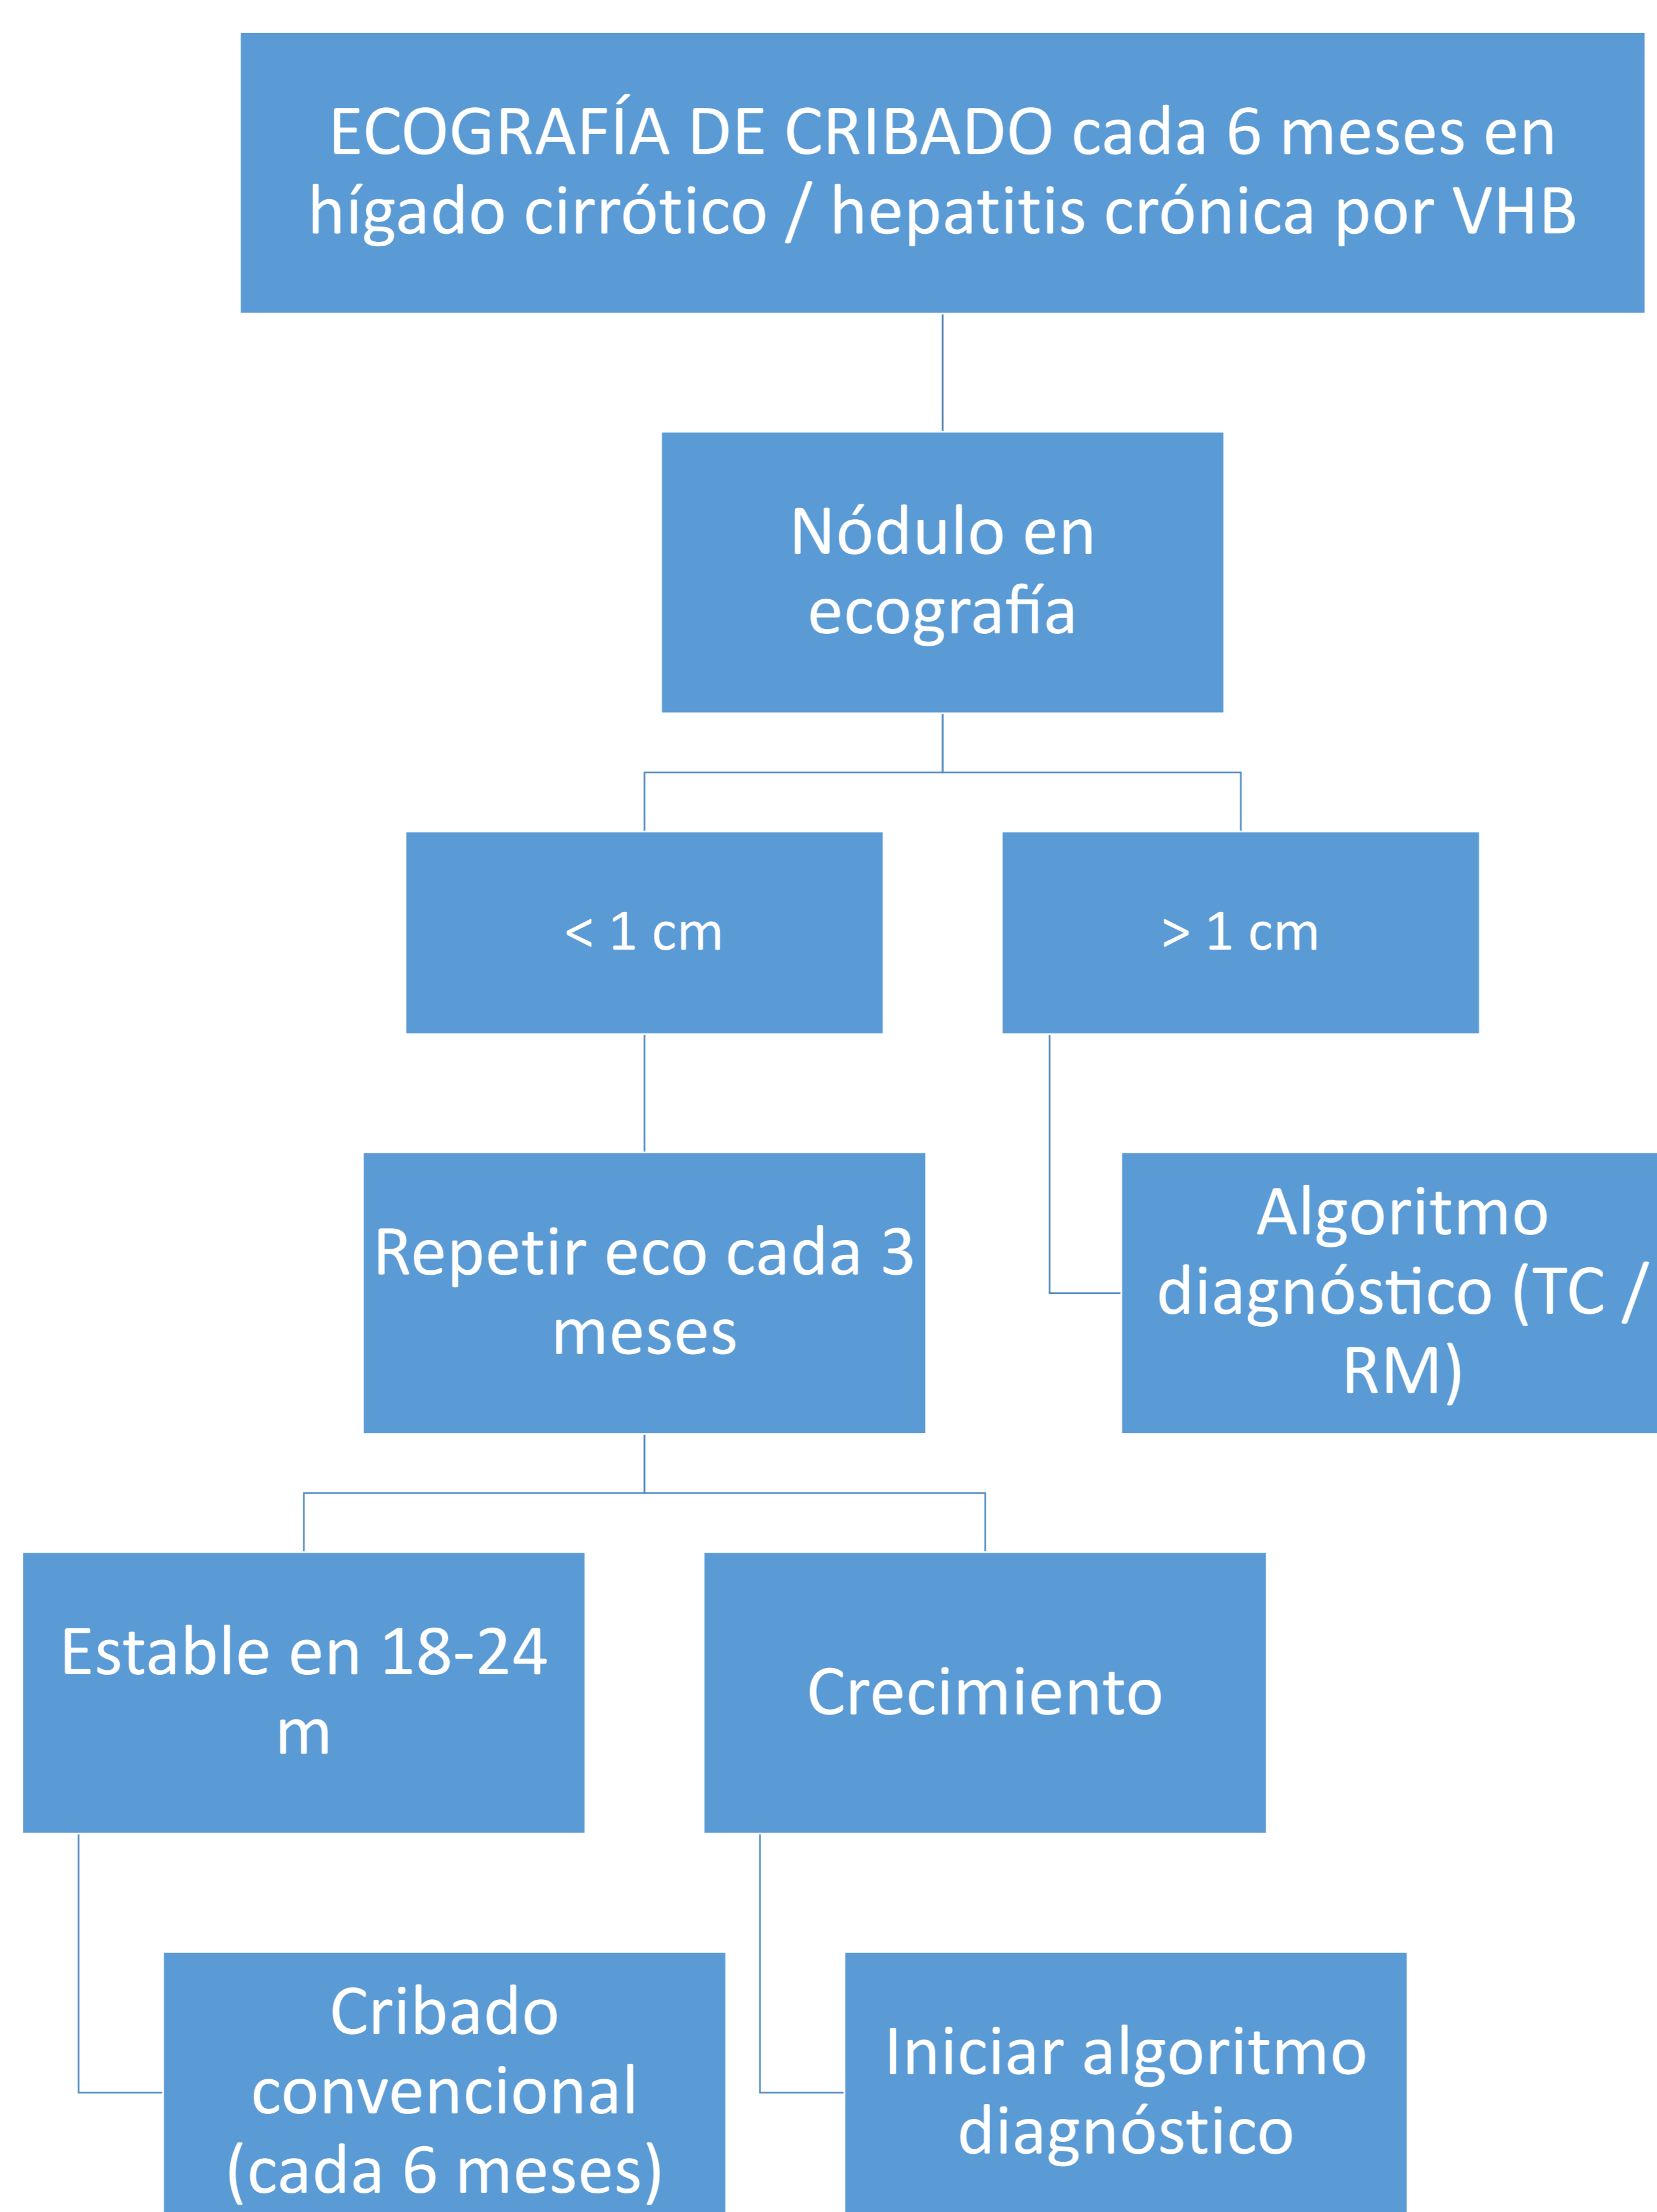 ECOGRAFÍA DE CRIBADO cada 6 meses en
hígado cirrótico / hepatitis crónica por VHB
Nódulo en
ecografía
< 1 cm
> 1 cm
Repetir eco cada 3
meses
Algoritmo
diagnóstico (TC /
RM)
Estable en 18-24
m
Crecimiento
Cribado
convencional
(cada 6 meses)
Iniciar algoritmo
diagnóstico